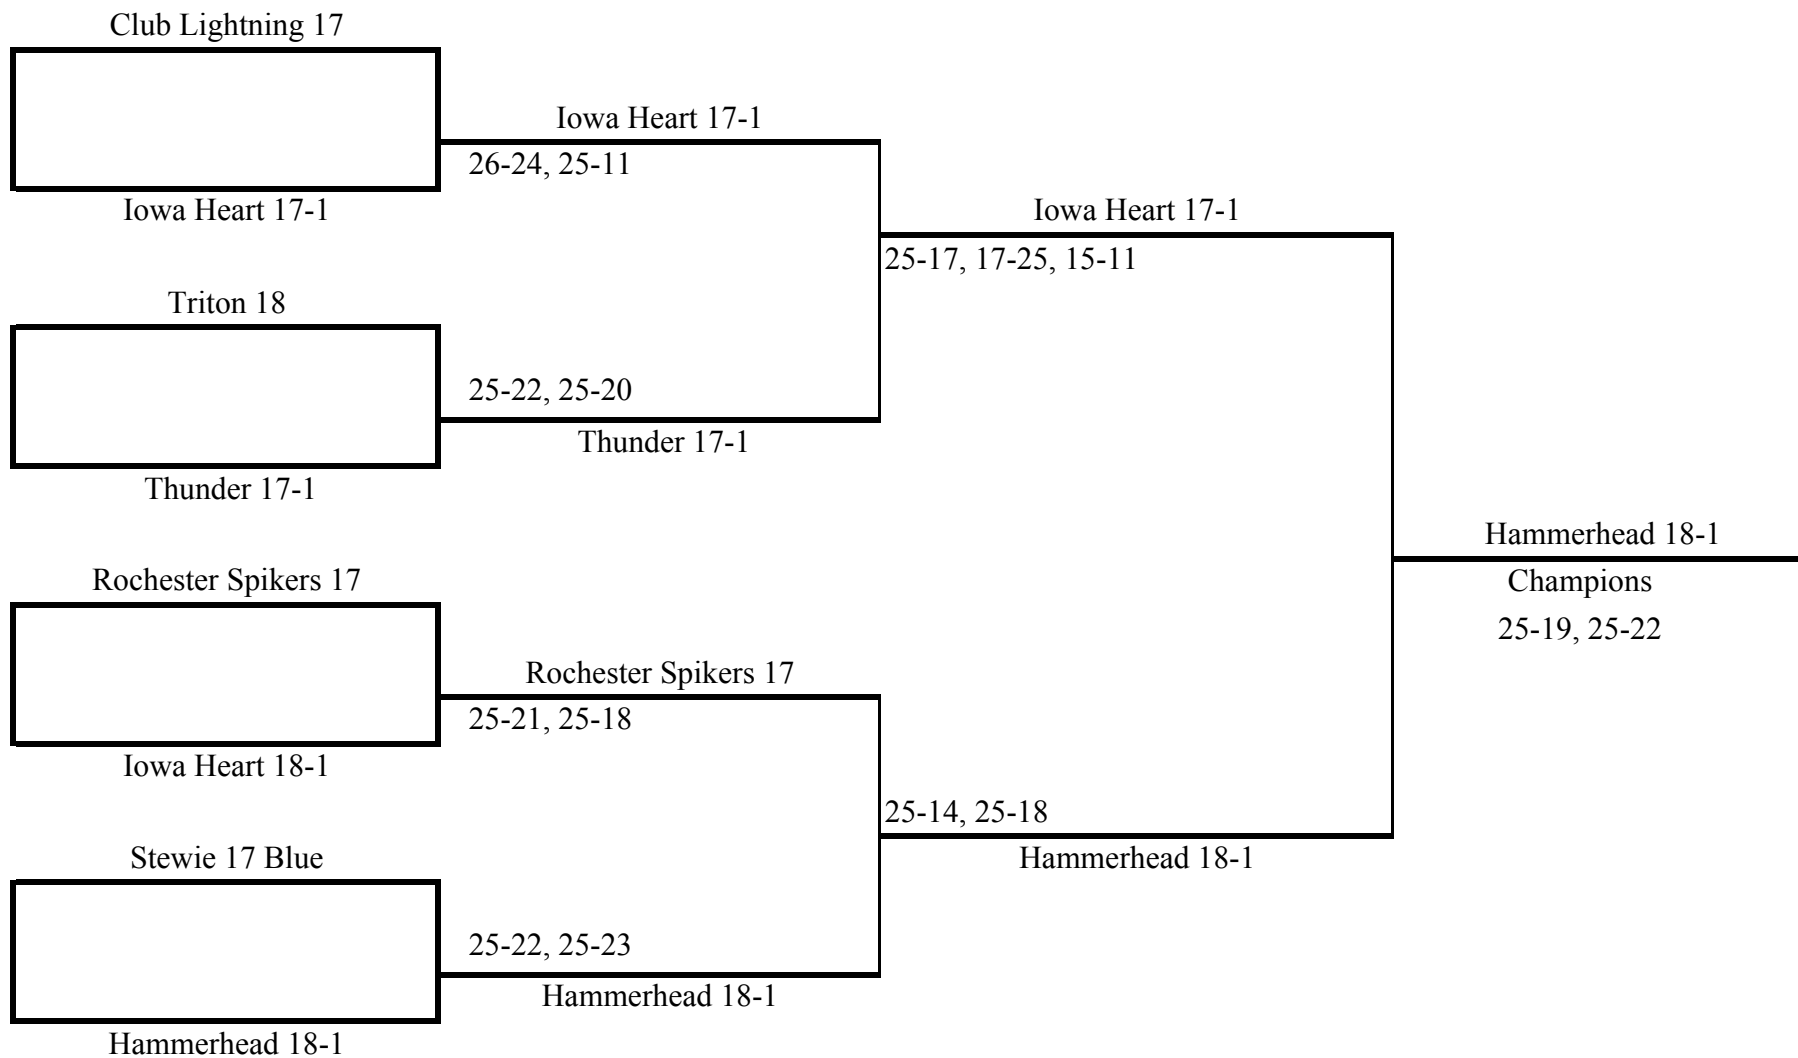 Club Lightning 17
Iowa Heart 17-1
26-24, 25-11
Iowa Heart 17-1
Iowa Heart 17-1
25-17, 17-25, 15-11
Triton 18
25-22, 25-20
Thunder 17-1
Thunder 17-1
Hammerhead 18-1
Champions
25-19, 25-22
Rochester Spikers 17
Rochester Spikers 17
25-21, 25-18
Iowa Heart 18-1
25-14, 25-18
Hammerhead 18-1
Stewie 17 Blue
25-22, 25-23
Hammerhead 18-1
Hammerhead 18-1